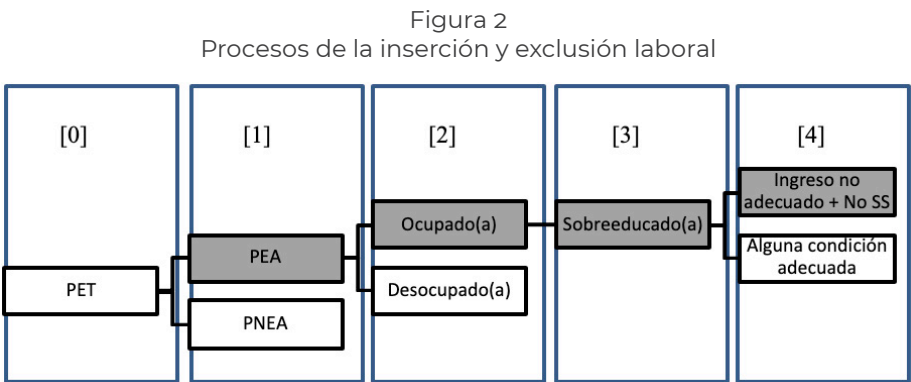 Figura 2
Procesos de la inserción y exclusión laboral
[0]
[1]
[2]
[3]
[4]
PET
PEA
PNEA
Ocupado(a)
Desocupado(a)
Sobreeducado(a)
Ingreso no
adecuado + No SS
Alguna condición
adecuada